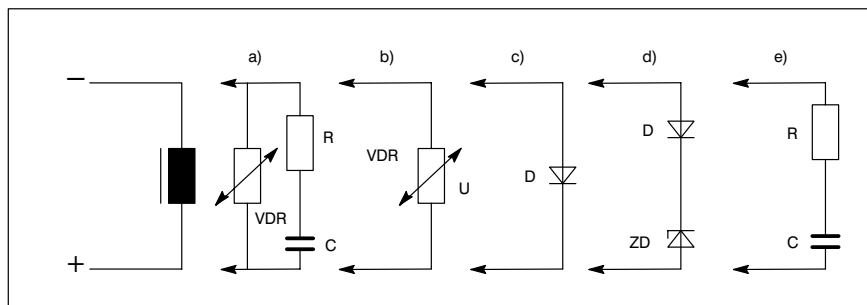 a) b) c) d) e)
−
R D R
VDR
D U
VDR
ZD C
+ C